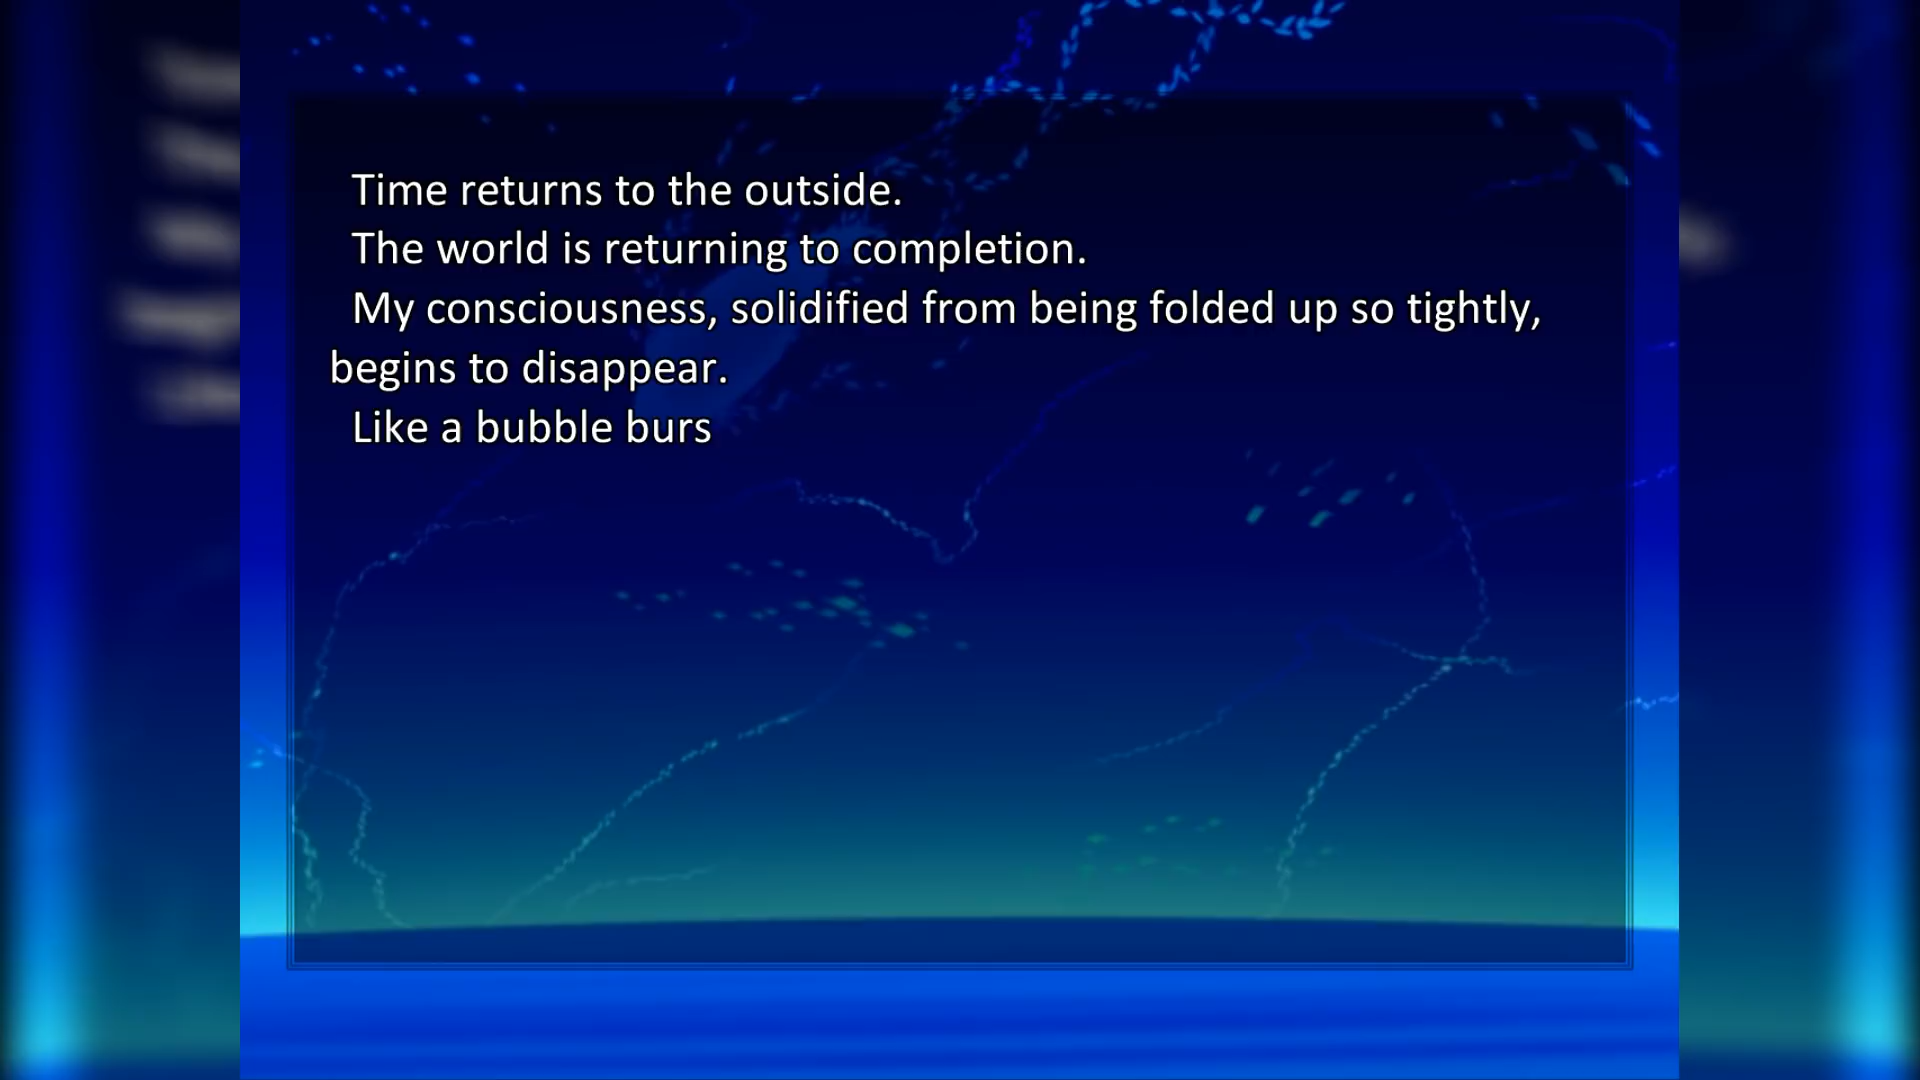 Time returns to the outside.
The world is returning to completion.
My consciousness, solidified from being folded up so tightly,
begins to disappear.
Like a bubble burs